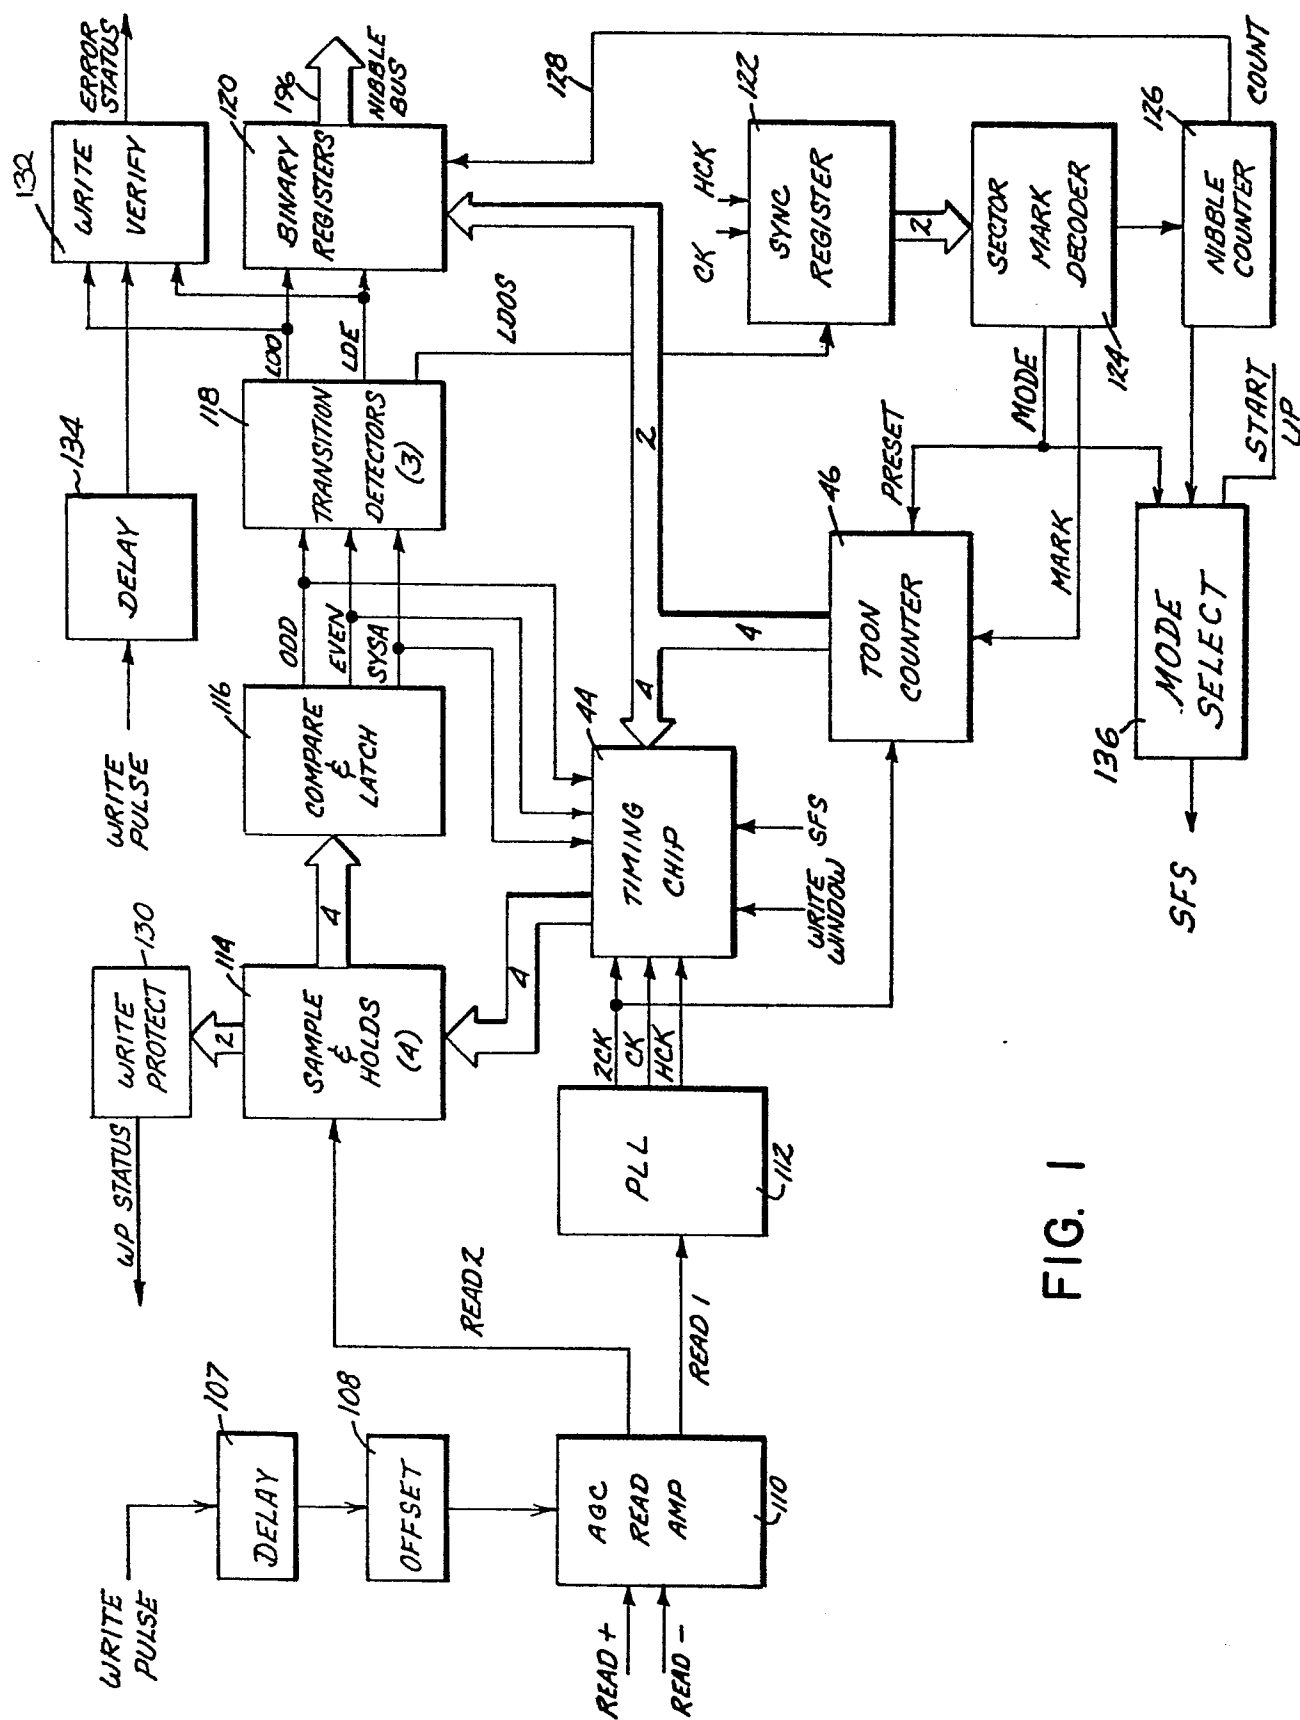 WRITE
PULSE
107
DELAY
108
OFFSET
READ +
READ -
AGC
READ
AMP
110
READ 2
READ 1
WP STATUS
WRITE
PROTECT
130
2
SAMPLE
&
HOLDS
(4)
114
4
4
PLL
112
2CK
CK
HCK
WRITE
PULSE
DELAY
134
COMPARE
&
LATCH
116
ODD
EVEN
SYSA
TIMING
CHIP
44
WRITE
WINDOW
SFS
4
4
2
TRANSITION
DETECTORS
(3)
118
LDO
LDE
LDOS
WRITE
VERIFY
132
ERROR
STATUS
BINARY
REGISTERS
120
196
NIBBLE
BUS
128
TOON
COUNTER
46
PRESET
MODE
MARK
CK
HCK
SYNC
REGISTER
122
2
SECTOR
MARK
DECODER
124
NIBBLE
COUNTER
126
COUNT
START
UP
MODE
SELECT
136
SFS
FIG. 1